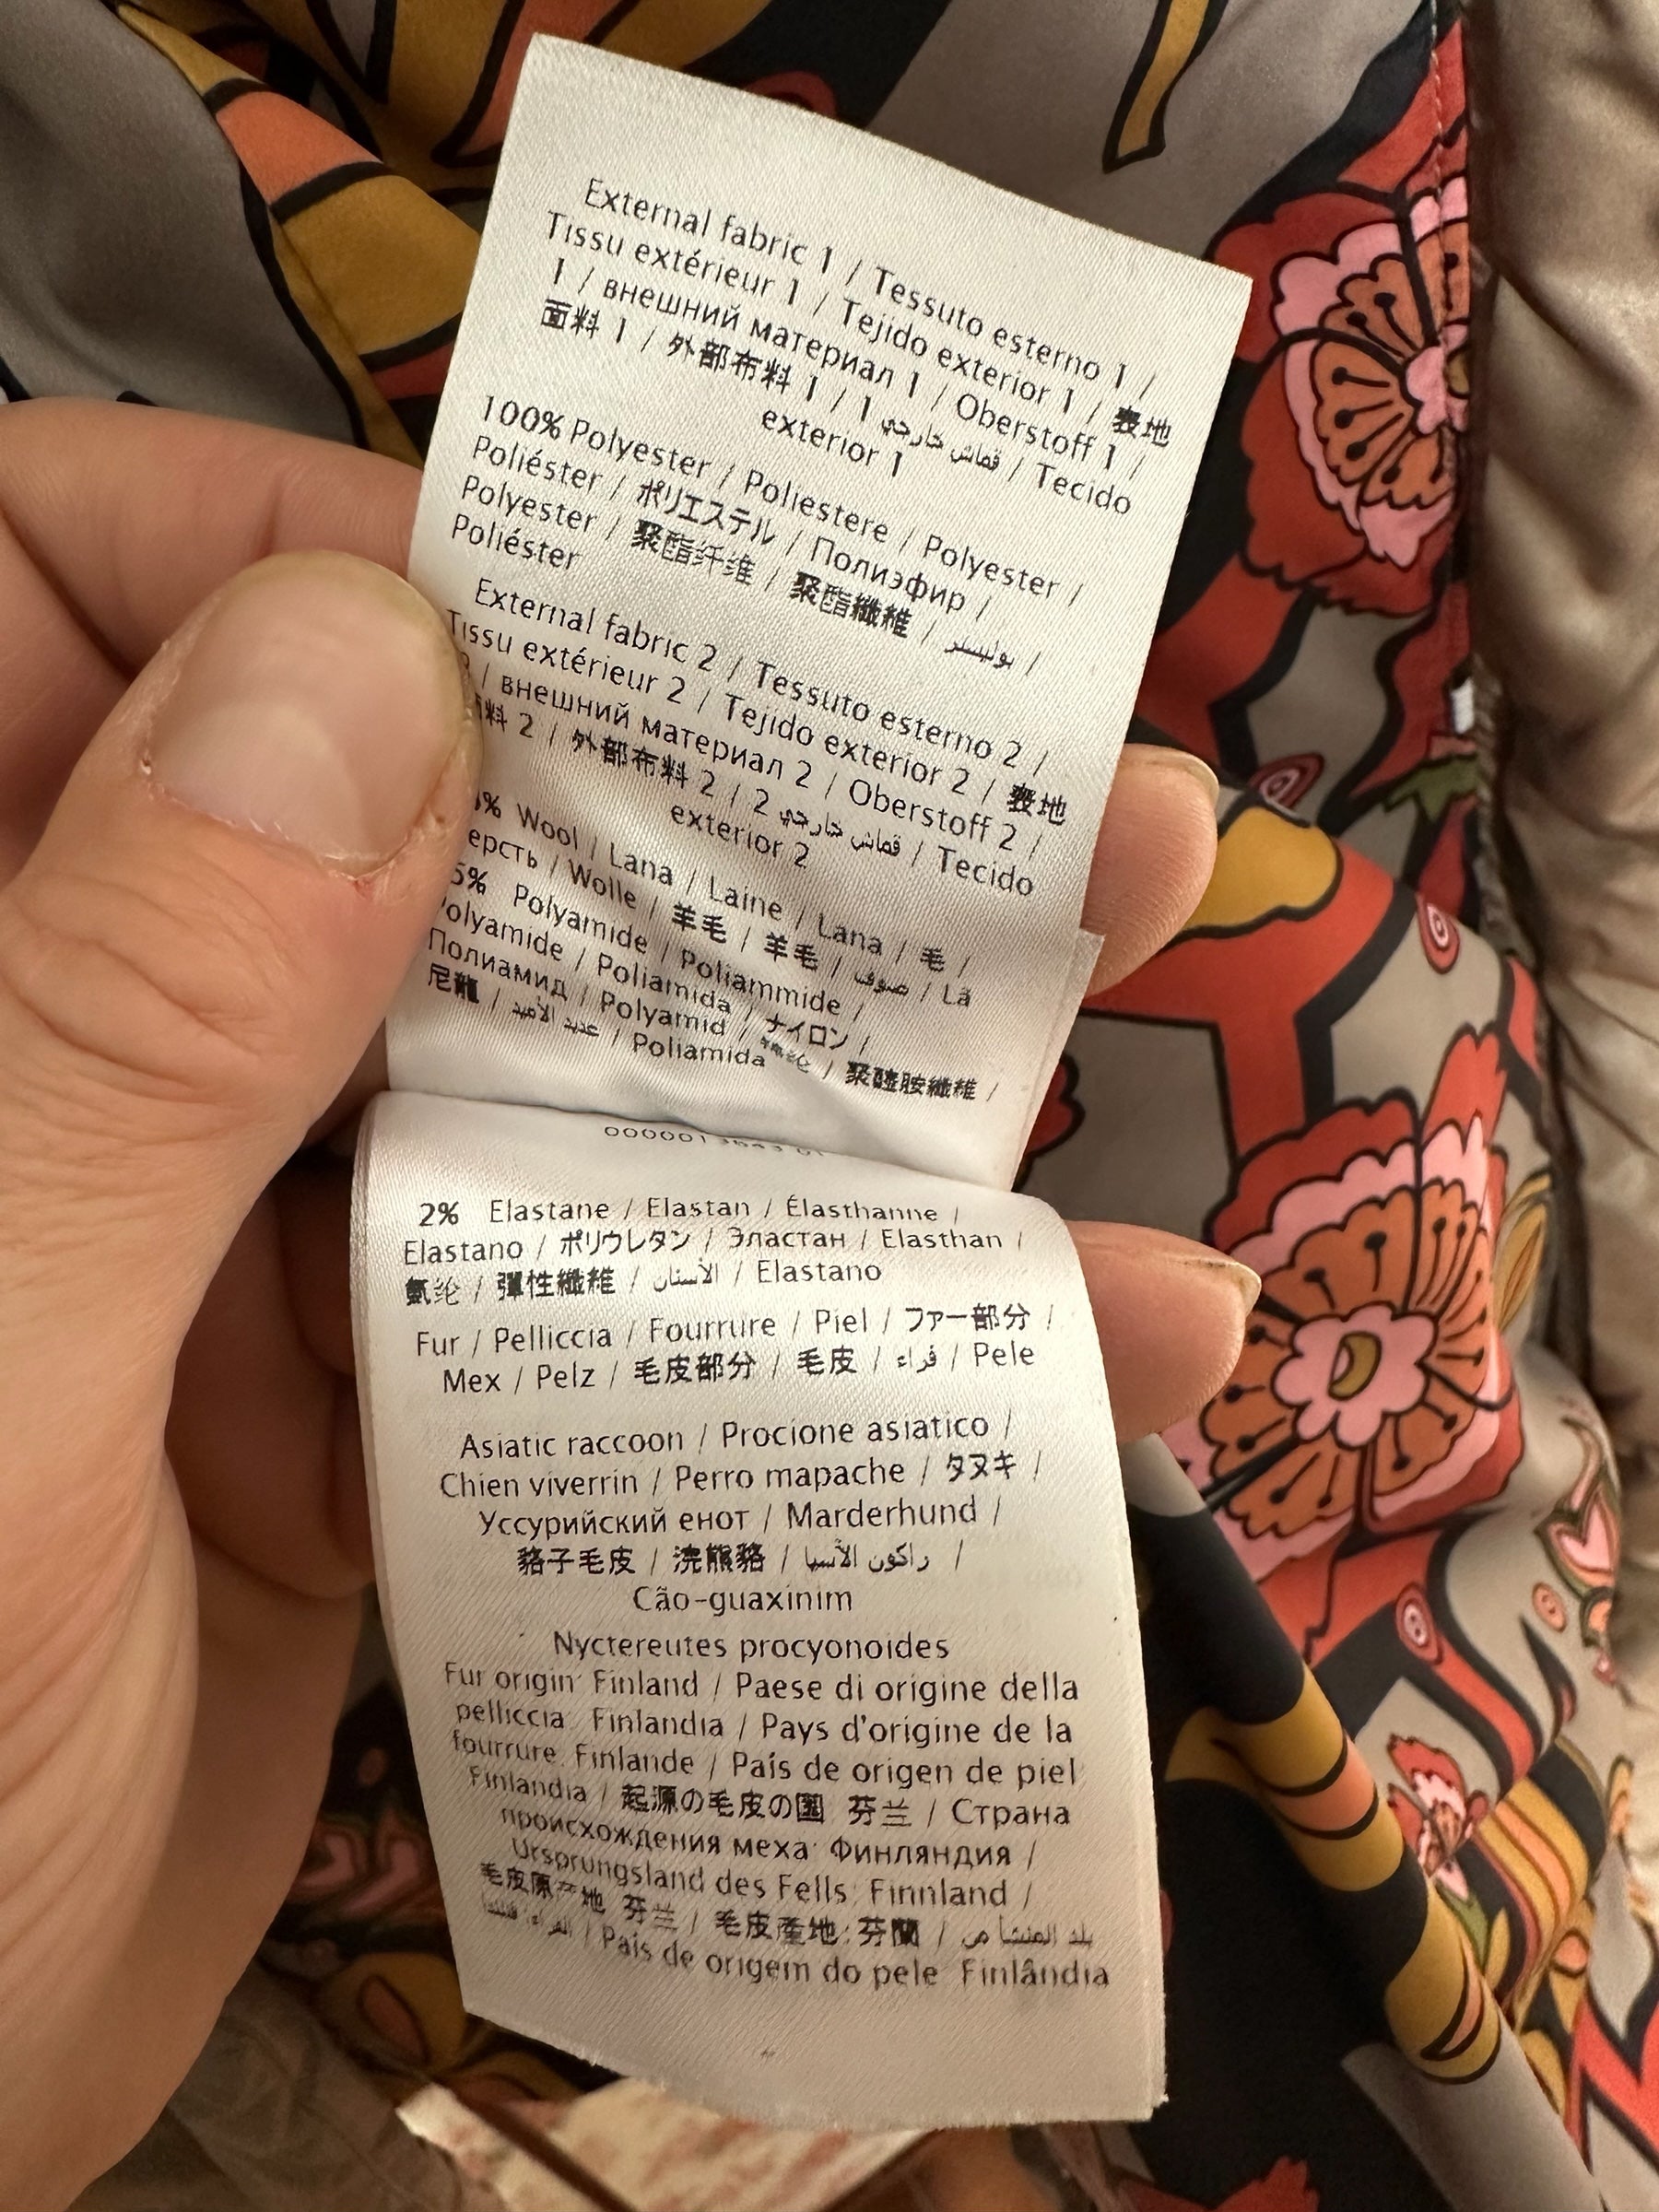 External fabric 1 / Tessuto esterno 1 /
Tissu extérieur 1 / Tejido exterior 1 / 表地
1 / внешний материал 1 / Oberstoff 1 /
面料 1 / 外部布料 1 / 1 قماش خارجي / Tecido
exterior 1
100% Polyester / Poliestere / Polyester /
Poliéster / ポリエステル / Полиэфир /
Polyester / 聚酯纤维 / 聚酯纖維 / بوليستر /
Poliéster
External fabric 2 / Tessuto esterno 2 /
Tissu extérieur 2 / Tejido exterior 2 / 表地
/ внешний материал 2 / Oberstoff 2 /
料 2 / 外部布料 2 / 2 قماش خارجي / Tecido
exterior 2
% Wool / Lana / Laine / Lana / 毛 /
ерсть / Wolle / 羊毛 / 羊毛 / صوف / Lã
5% Polyamide / Poliammide /
olyamide / Poliamida / ナイロン /
Полиамид / Polyamid / 聚醯胺纖維 /
尼龍 / / Poliamida
2% Elastane / Elastan / Élasthanne /
Elastano / ポリウレタン / Эластан / Elasthan /
氨纶 / 彈性纖維 / الاستان / Elastano
Fur / Pelliccia / Fourrure / Piel / ファー部分 /
Mex / Pelz / 毛皮部分 / 毛皮 / فراء / Pele
Asiatic raccoon / Procione asiatico /
Chien viverrin / Perro mapache / タヌキ /
Уссурийский енот / Marderhund /
貉子毛皮 / 浣熊貉 / راكون الآسيا /
Cão-guaxinim
Nyctereutes procyonoides
Fur origin: Finland / Paese di origine della
pelliccia: Finlandia / Pays d'origine de la
fourrure: Finlande / País de origen de piel
Finlandia / 起源の毛皮の国 芬兰 / Страна
происхождения меха: Финляндия /
Ursprungsland des Fells: Finnland /
毛皮原产地 芬兰 / 毛皮產地: 芬蘭 / بلد المنشأ من
/ País de origem do pele Finlândia